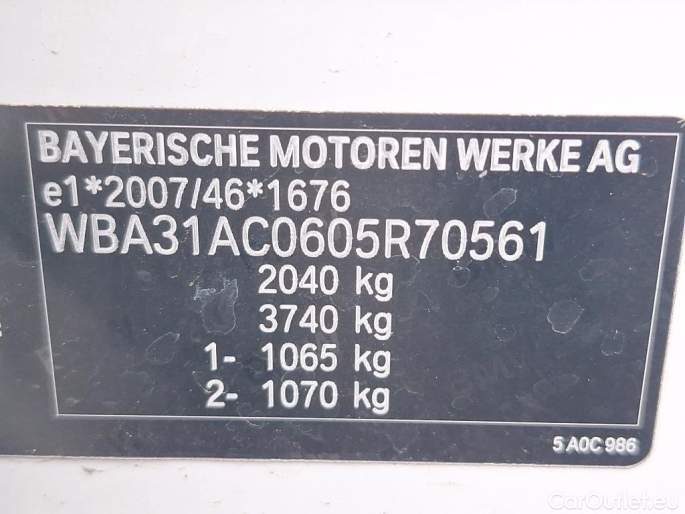 BAYERISCHE MOTOREN WERKE AG
e1*2007/46*1676
WBA31AC0605R70561
2040 kg
3740 kg
1- 1065 kg
2- 1070 kg
5 A0C 986
CarOutlet.eu